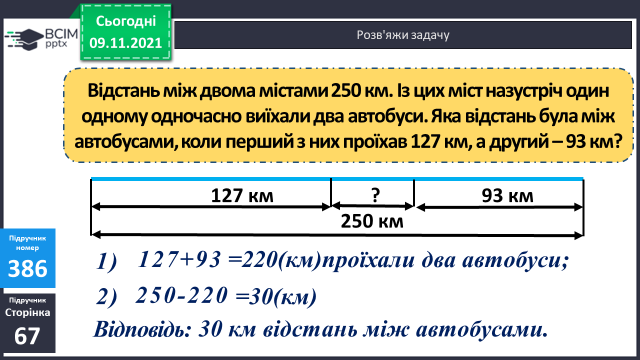 ВСІМ
pptx
Сьогодні
09.11.2021
Розв'яжи задачу
Відстань між двома містами 250 км. Із цих міст назустріч один
одному одночасно виїхали два автобуси. Яка відстань була між
автобусами, коли перший з них проїхав 127 км, а другий – 93 км?
127 км ? 93 км
250 км
Підручник
номер
386
Підручник
Сторінка
67
1) 127+93 =220(км)проїхали два автобуси;
2) 250-220 =30(км)
Відповідь: 30 км відстань між автобусами.